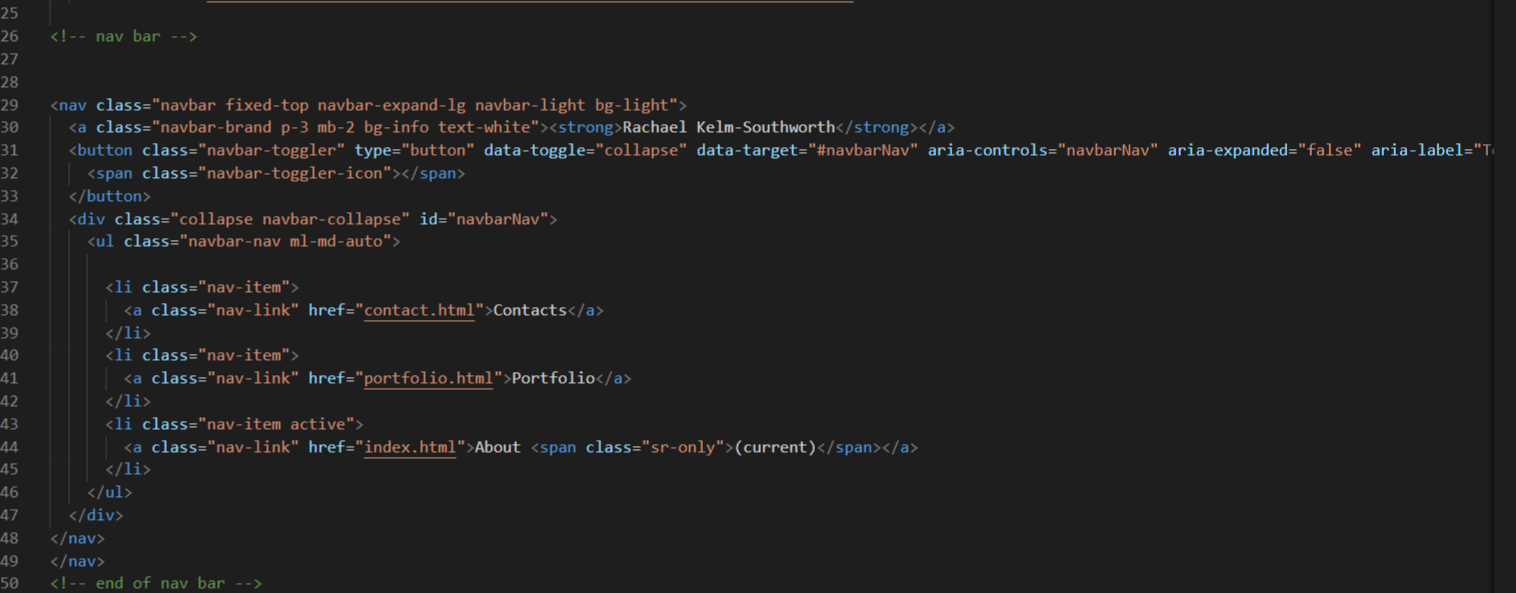 25
26 <!-- nav bar -->
27
28
29 <nav class="navbar fixed-top navbar-expand-lg navbar-light bg-light">
30   <a class="navbar-brand p-3 mb-2 bg-info text-white"><strong>Rachael Kelm-Southworth</strong></a>
31   <button class="navbar-toggler" type="button" data-toggle="collapse" data-target="#navbarNav" aria-controls="navbarNav" aria-expanded="false" aria-label="T
32     <span class="navbar-toggler-icon"></span>
33   </button>
34   <div class="collapse navbar-collapse" id="navbarNav">
35     <ul class="navbar-nav ml-md-auto">
36
37       <li class="nav-item">
38         <a class="nav-link" href="contact.html">Contacts</a>
39       </li>
40       <li class="nav-item">
41         <a class="nav-link" href="portfolio.html">Portfolio</a>
42       </li>
43       <li class="nav-item active">
44         <a class="nav-link" href="index.html">About <span class="sr-only">(current)</span></a>
45       </li>
46     </ul>
47   </div>
48 </nav>
49 </nav>
50 <!-- end of nav bar -->